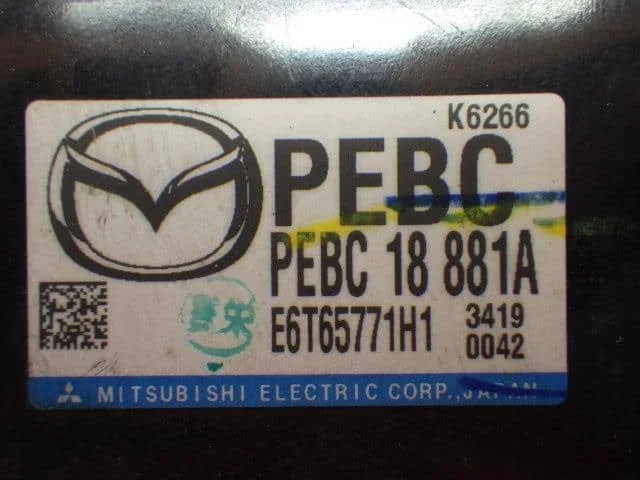 K6266
PEBC
PEBC 18 881A
E6T65771H1
3419
0042
MITSUBISHI ELECTRIC CORP.,JAPAN